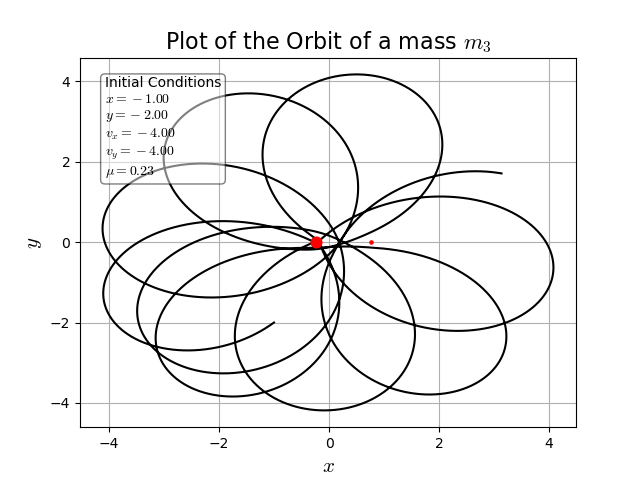 Plot of the Orbit of a mass m₃
Initial Conditions
x = −1.00
y = −2.00
vₓ = −4.00
v_y = −4.00
μ = 0.23
4
2
0
−2
−4
y
−4
−2
0
2
4
x